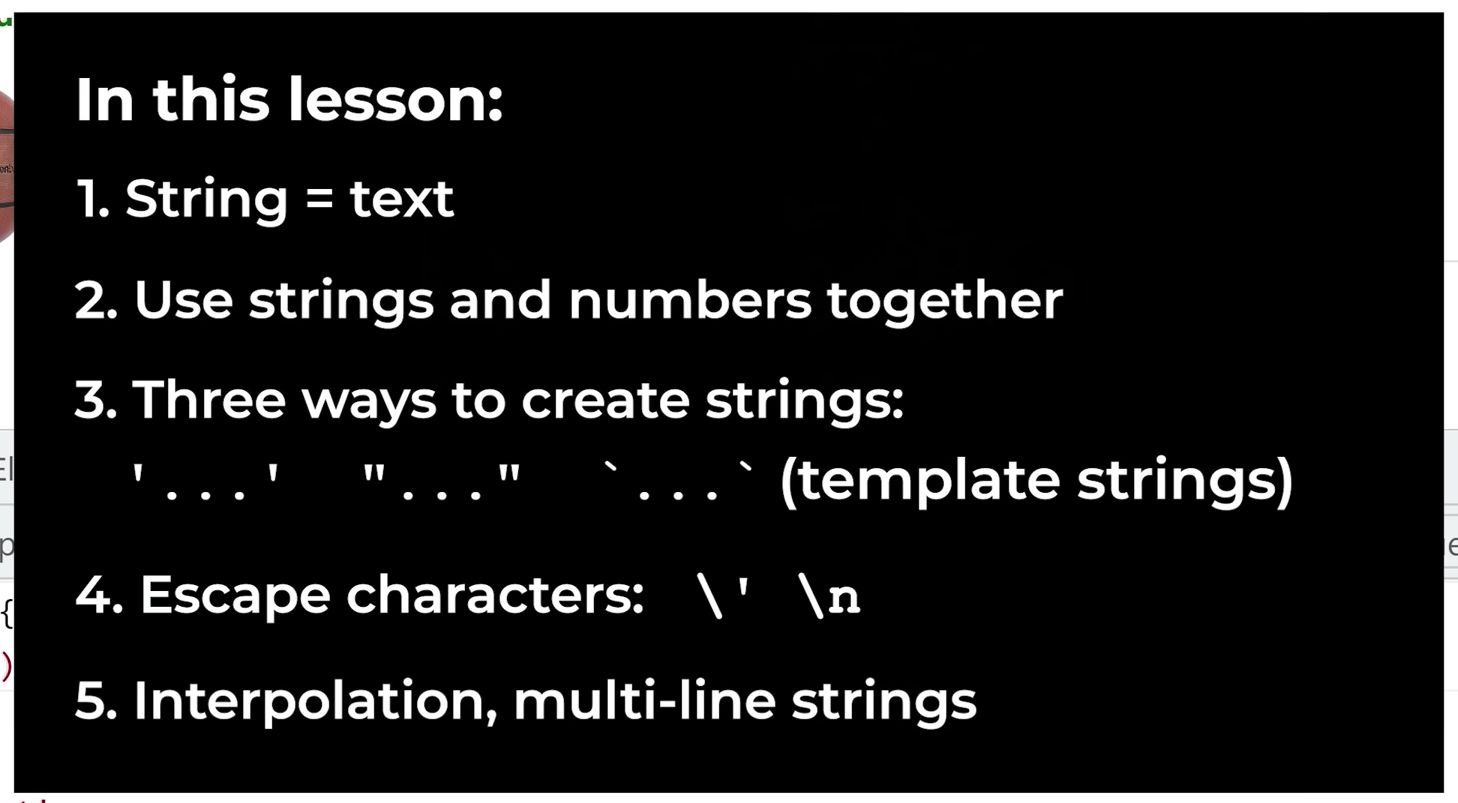 In this lesson:
1. String = text
2. Use strings and numbers together
3. Three ways to create strings:
'...' "..." `...` (template strings)
4. Escape characters: \' \n
5. Interpolation, multi-line strings
{
)